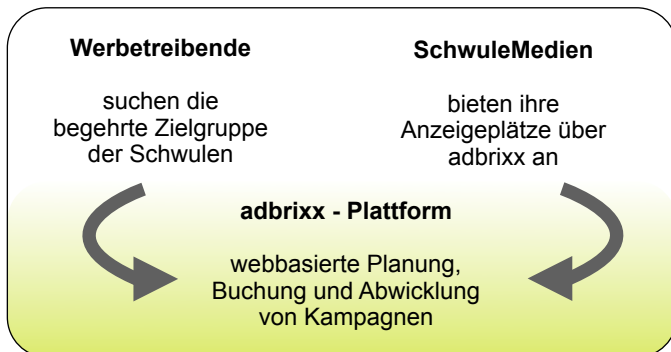 Werbetreibende
suchen die
begehrte Zielgruppe
der Schwulen
SchwuleMedien
bieten ihre
Anzeigeplätze über
adbrixx an
adbrixx - Plattform
webbasierte Planung,
Buchung und Abwicklung
von Kampagnen